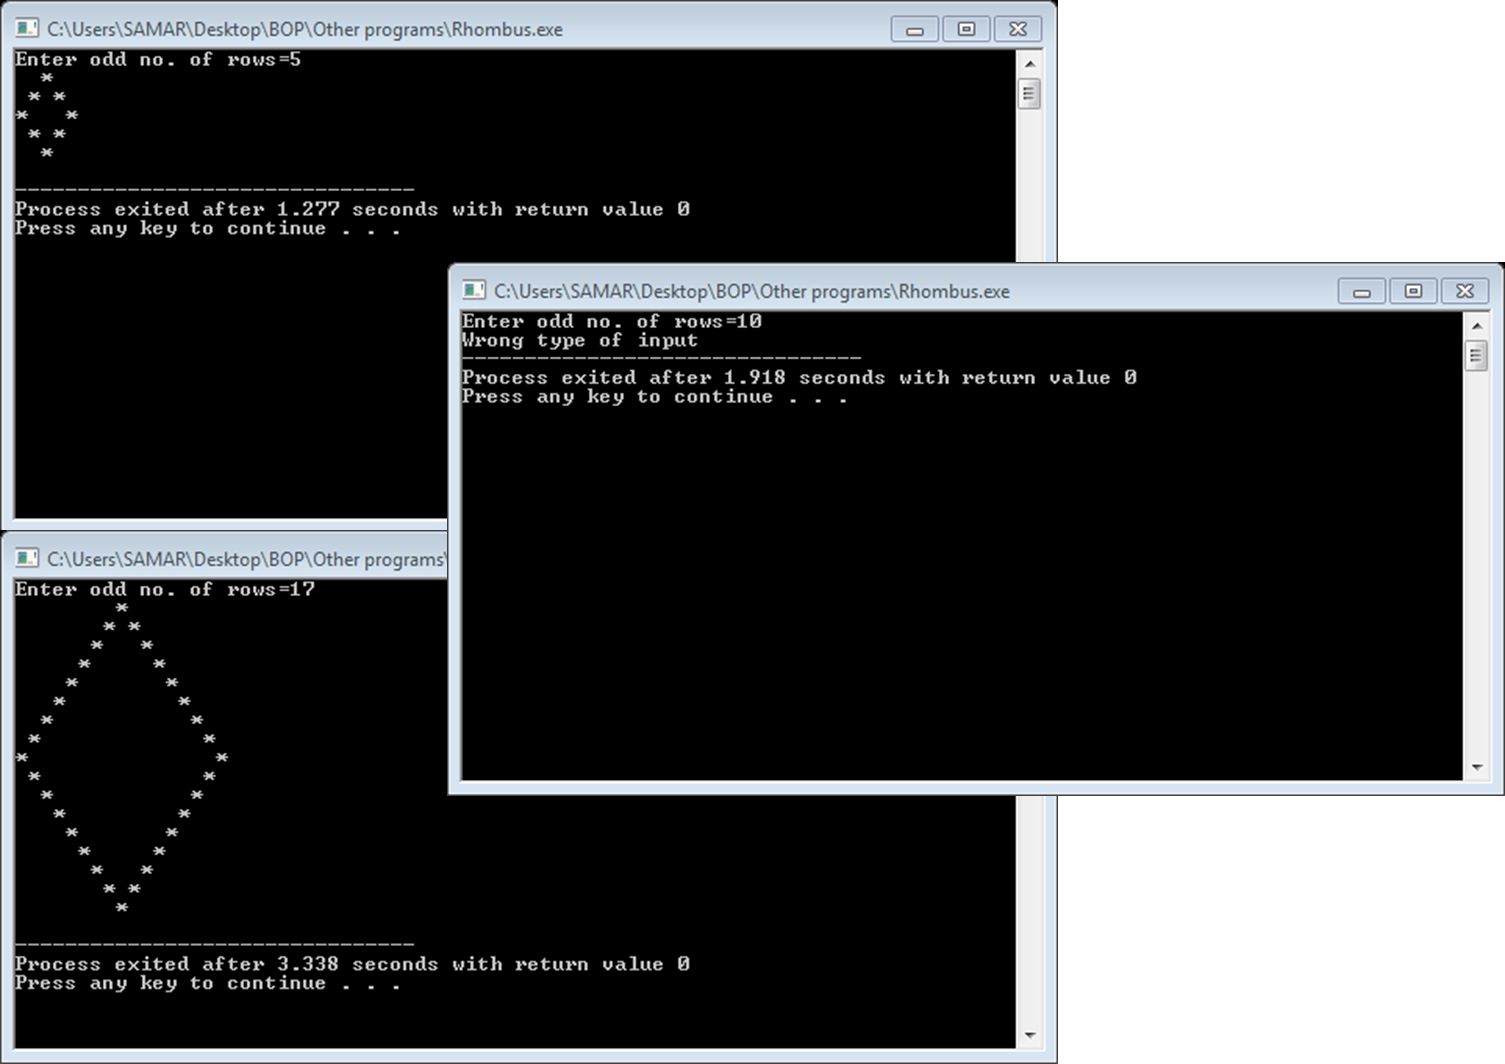 C:\Users\SAMAR\Desktop\BOP\Other programs\Rhombus.exe
Enter odd no. of rows=5
  *
 * *
*   *
 * *
  *
--------------------------------
Process exited after 1.277 seconds with return value 0
Press any key to continue . . .
C:\Users\SAMAR\Desktop\BOP\Other programs\Rhombus.exe
Enter odd no. of rows=10
Wrong type of input
--------------------------------
Process exited after 1.918 seconds with return value 0
Press any key to continue . . .
C:\Users\SAMAR\Desktop\BOP\Other programs\
Enter odd no. of rows=17
        *
       * *
      *   *
     *     *
    *       *
   *         *
  *           *
 *             *
*               *
 *             *
  *           *
   *         *
    *       *
     *     *
      *   *
       * *
        *
--------------------------------
Process exited after 3.338 seconds with return value 0
Press any key to continue . . .